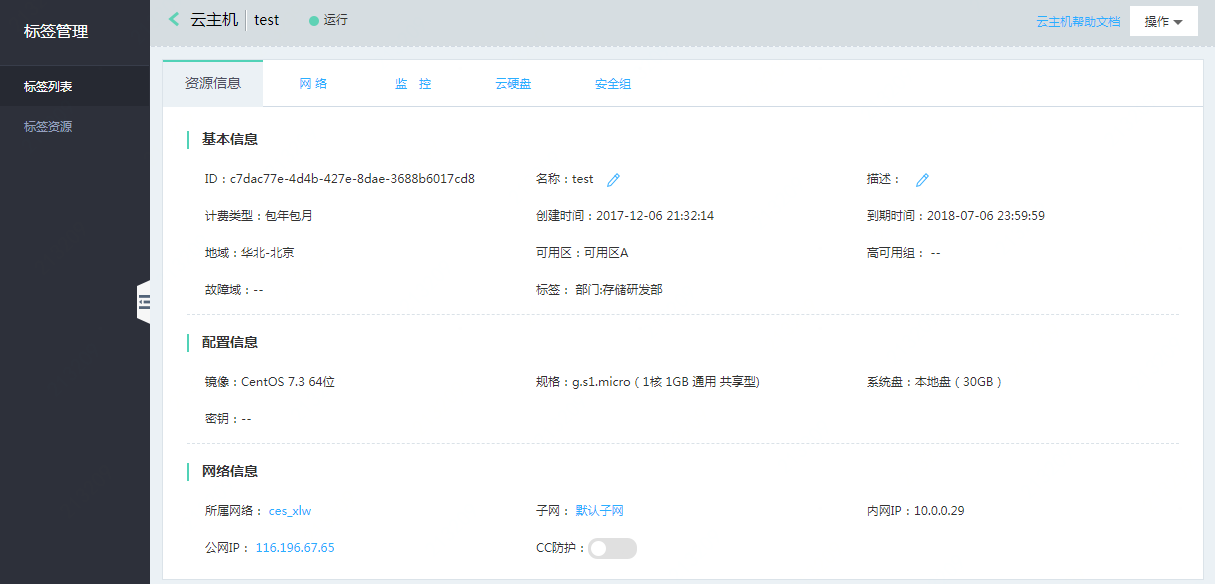 标签管理
标签列表
标签资源
云主机 test 运行
云主机帮助文档 操作
资源信息 网络 监 控 云硬盘 安全组
基本信息
ID：c7dac77e-4d4b-427e-8dae-3688b6017cd8 名称：test 描述：
计费类型：包年包月 创建时间：2017-12-06 21:32:14 到期时间：2018-07-06 23:59:59
地域：华北-北京 可用区：可用区A 高可用组： --
故障域：-- 标签： 部门:存储研发部
配置信息
镜像：CentOS 7.3 64位 规格：g.s1.micro（1核 1GB 通用 共享型) 系统盘：本地盘（30GB）
密钥：--
网络信息
所属网络： ces_xlw 子网： 默认子网 内网IP：10.0.0.29
公网IP： 116.196.67.65 CC防护：